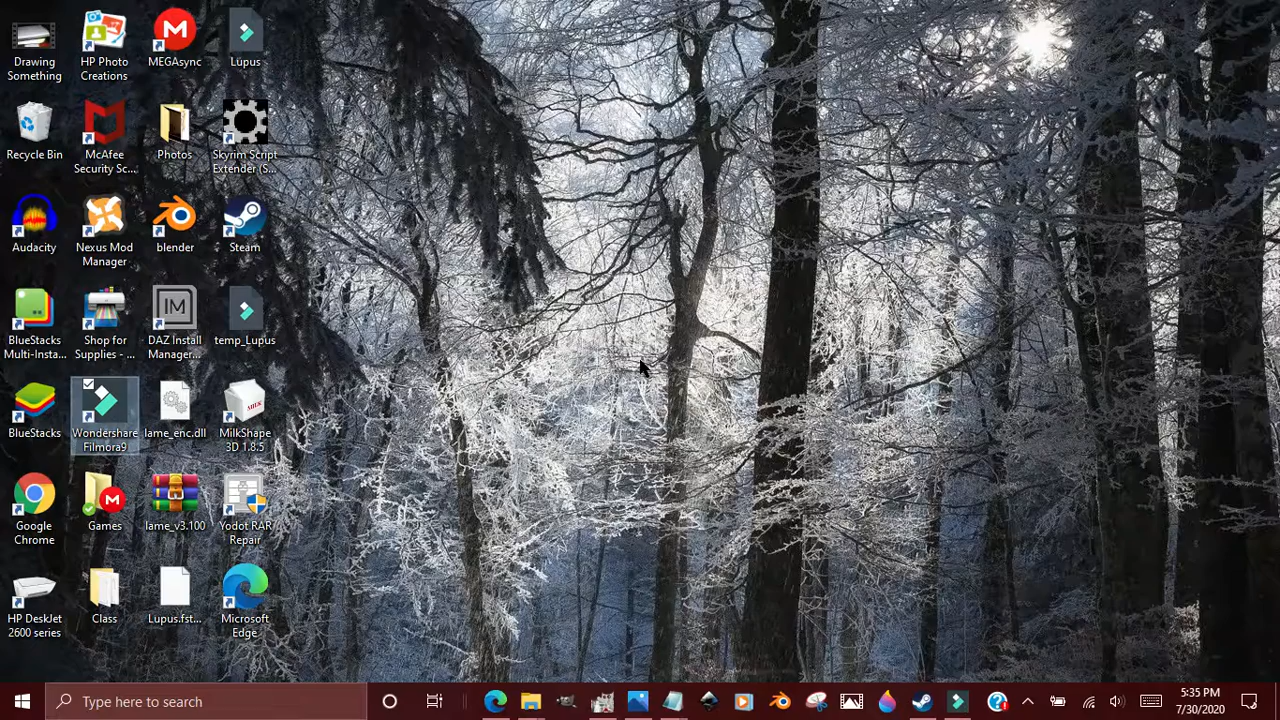 Drawing
Something
HP Photo
Creations
MEGAsync
Lupus
Recycle Bin
McAfee
Security Sc...
Photos
Skyrim Script
Extender (S...
Audacity
Nexus Mod
Manager
blender
Steam
BlueStacks
Multi-Insta...
Shop for
Supplies - ...
IM
DAZ Install
Manager...
temp_Lupus
BlueStacks
Wondershare
Filmora9
lame_enc.dll
MILK
MilkShape
3D 1.8.5
Google
Chrome
Games
lame_v3.100
Yodot RAR
Repair
HP DeskJet
2600 series
Class
Lupus.fst...
Microsoft
Edge
Type here to search
5:35 PM
7/30/2020